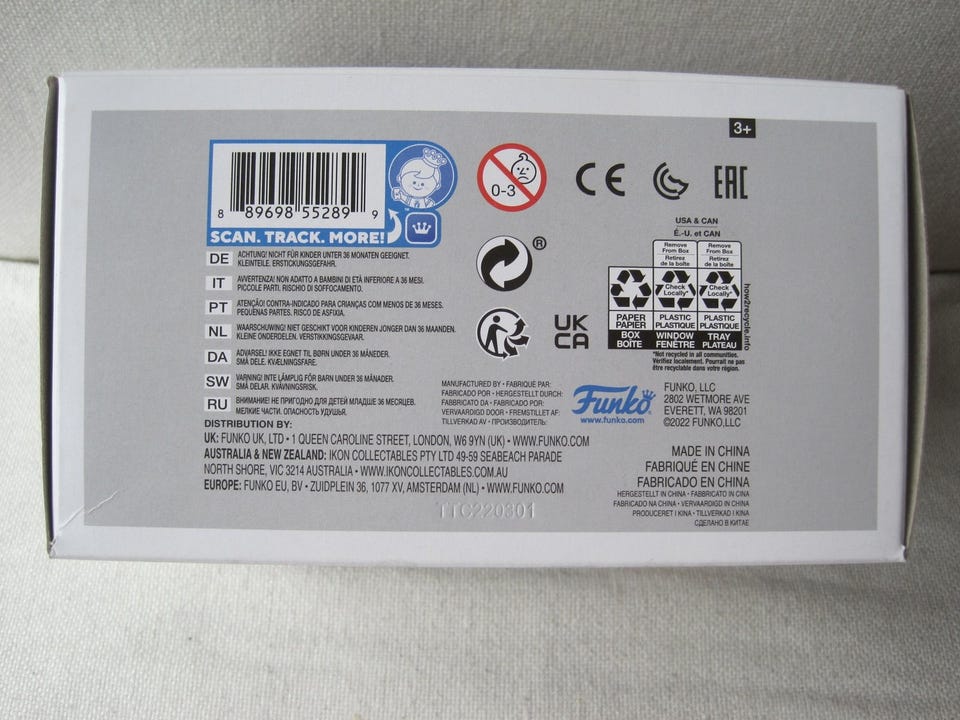 3+
8 89698 55289 9
SCAN. TRACK. MORE!
0-3
CE
EAC
®
UK
CA
USA & CAN
É.-U. et CAN
Remove From Box Retirez de la boîte
Remove From Box Retirez de la boîte
Check Locally*
Check Locally*
PAPER PAPIER
PLASTIC PLASTIQUE
PLASTIC PLASTIQUE
BOX BOÎTE
WINDOW FENÊTRE
TRAY PLATEAU
*Not recycled in all communities.
Vérifiez localement. Pourrait ne pas
être recyclable dans votre région.
how2recycle.info
DE ACHTUNG! NICHT FÜR KINDER UNTER 36 MONATEN GEEIGNET.
KLEINTEILE. ERSTICKUNGSGEFAHR.
IT AVVERTENZA! NON ADATTO A BAMBINI DI ETÀ INFERIORE A 36 MESI.
PICCOLE PARTI. RISCHIO DI SOFFOCAMENTO.
PT ATENÇÃO! CONTRA-INDICADO PARA CRIANÇAS COM MENOS DE 36 MESES.
PEQUENAS PARTES. RISCO DE ASFIXIA.
NL WAARSCHUWING! NIET GESCHIKT VOOR KINDEREN JONGER DAN 36 MAANDEN.
KLEINE ONDERDELEN. VERSTIKKINGSGEVAAR.
DA ADVARSEL! IKKE EGNET TIL BØRN UNDER 36 MÅNEDER.
SMÅ DELE. KVÆLNINGSFARE.
SW VARNING! INTE LÄMPLIG FÖR BARN UNDER 36 MÅNADER.
SMÅ DELAR. KVÄVNINGSRISK.
RU ВНИМАНИЕ! НЕ ПРИГОДНО ДЛЯ ДЕТЕЙ МЛАДШЕ 36 МЕСЯЦЕВ.
МЕЛКИЕ ЧАСТИ. ОПАСНОСТЬ УДУШЬЯ.
MANUFACTURED BY • FABRIQUÉ PAR:
FABRICADO POR • HERGESTELLT DURCH:
FABBRICATO DA • FABRICADO POR:
VERVAARDIGD DOOR • FREMSTILLET AF:
TILLVERKAD AV • ПРОИЗВОДИТЕЛЬ:
Funko
www.funko.com
FUNKO, LLC
2802 WETMORE AVE
EVERETT, WA 98201
©2022 FUNKO,LLC
DISTRIBUTION BY:
UK: FUNKO UK, LTD • 1 QUEEN CAROLINE STREET, LONDON, W6 9YN (UK) • WWW.FUNKO.COM
AUSTRALIA & NEW ZEALAND: IKON COLLECTABLES PTY LTD 49-59 SEABEACH PARADE
NORTH SHORE, VIC 3214 AUSTRALIA • WWW.IKONCOLLECTABLES.COM.AU
EUROPE: FUNKO EU, BV • ZUIDPLEIN 36, 1077 XV, AMSTERDAM (NL) • WWW.FUNKO.COM
TTC220301
MADE IN CHINA
FABRIQUÉ EN CHINE
FABRICADO EN CHINA
HERGESTELLT IN CHINA • FABBRICATO IN CINA
FABRICADO NA CHINA • VERVAARDIGD IN CHINA
PRODUCERET I KINA • TILLVERKAD I KINA
СДЕЛАНО В КИТАЕ